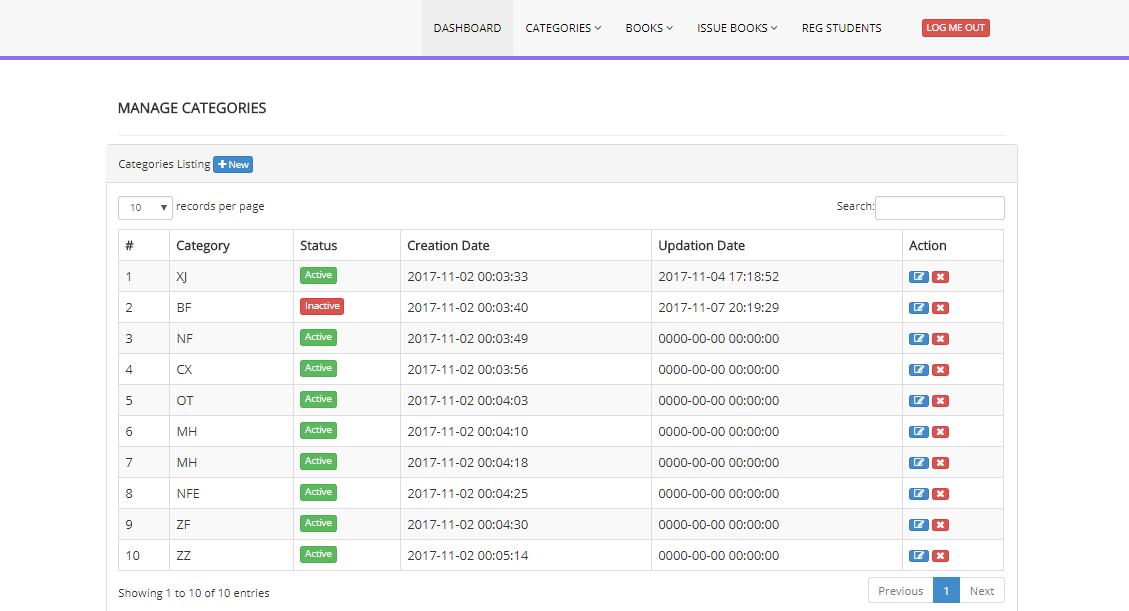 DASHBOARD CATEGORIES BOOKS ISSUE BOOKS REG STUDENTS LOG ME OUT
MANAGE CATEGORIES
Categories Listing New
10 records per page Search:
# Category Status Creation Date Updation Date Action
1 XJ Active 2017-11-02 00:03:33 2017-11-04 17:18:52
2 BF Inactive 2017-11-02 00:03:40 2017-11-07 20:19:29
3 NF Active 2017-11-02 00:03:49 0000-00-00 00:00:00
4 CX Active 2017-11-02 00:03:56 0000-00-00 00:00:00
5 OT Active 2017-11-02 00:04:03 0000-00-00 00:00:00
6 MH Active 2017-11-02 00:04:10 0000-00-00 00:00:00
7 MH Active 2017-11-02 00:04:18 0000-00-00 00:00:00
8 NFE Active 2017-11-02 00:04:25 0000-00-00 00:00:00
9 ZF Active 2017-11-02 00:04:30 0000-00-00 00:00:00
10 ZZ Active 2017-11-02 00:05:14 0000-00-00 00:00:00
Showing 1 to 10 of 10 entries Previous 1 Next